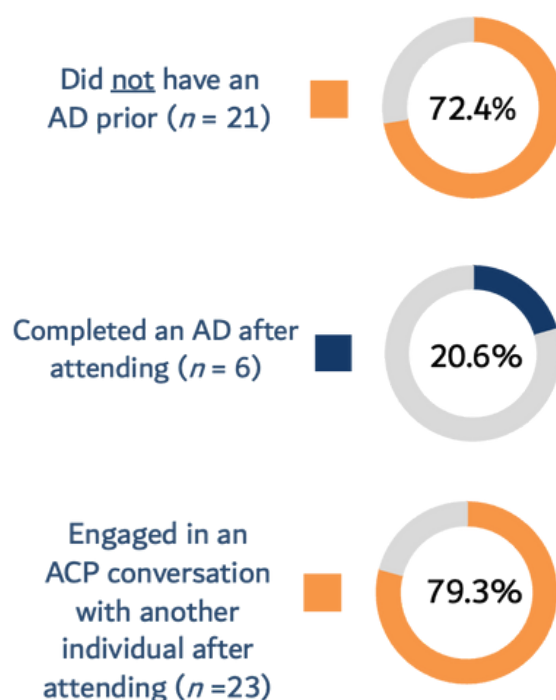 Did not have an
AD prior (n = 21)
72.4%
Completed an AD after
attending (n = 6)
20.6%
Engaged in an
ACP conversation
with another
individual after
attending (n =23)
79.3%